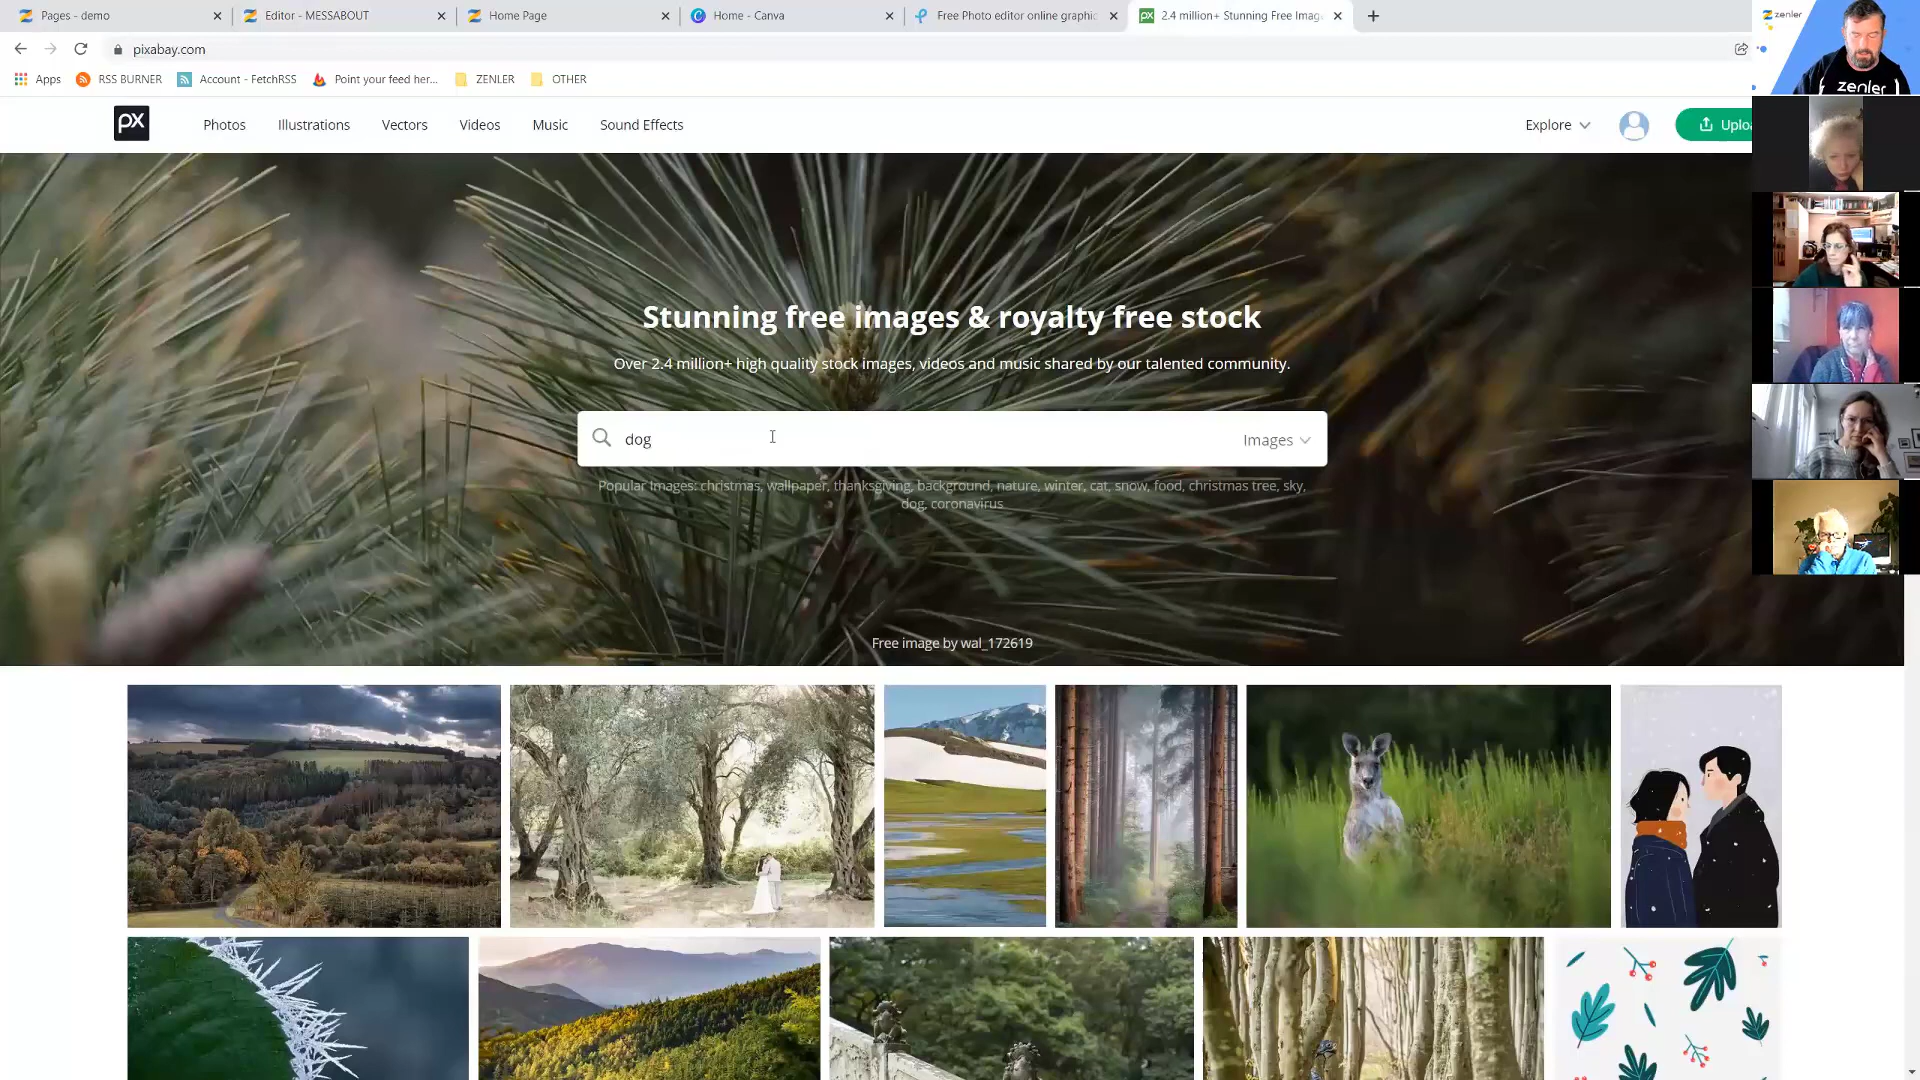 Pages - demo
Editor - MESSABOUT
Home Page
Home - Canva
Free Photo editor online graphic
2.4 million+ Stunning Free Imag
pixabay.com
Apps
RSS BURNER
Account - FetchRSS
Point your feed her...
ZENLER
OTHER
px
Photos
Illustrations
Vectors
Videos
Music
Sound Effects
Explore
Uplo
zenler
zenler
Stunning free images & royalty free stock
Over 2.4 million+ high quality stock images, videos and music shared by our talented community.
dog
Images
Popular Images: christmas, wallpaper, thanksgiving, background, nature, winter, cat, snow, food, christmas tree, sky,
dog, coronavirus
Free image by wal_172619